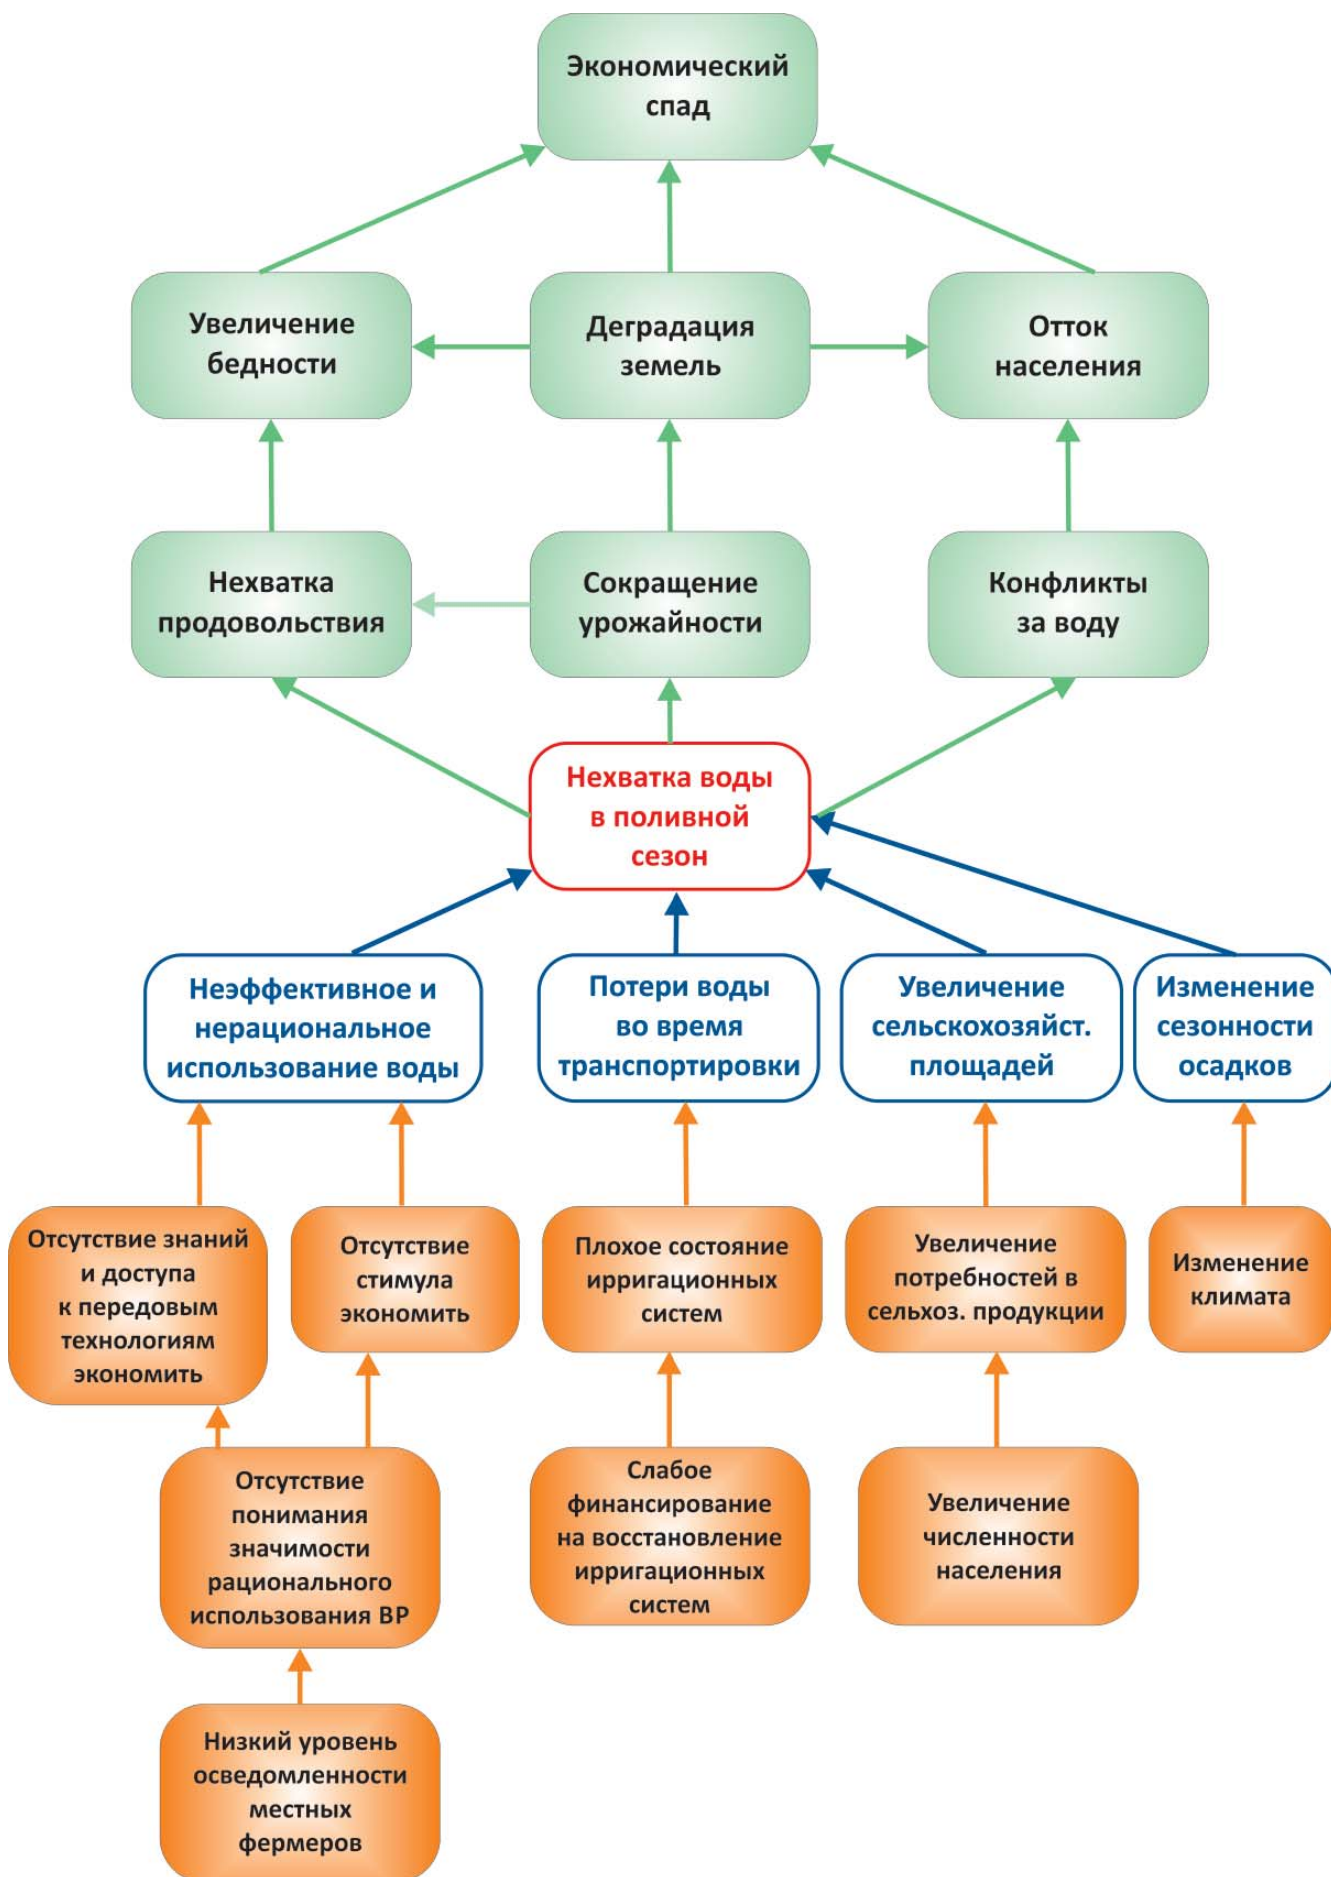 Экономический
спад
Увеличение
бедности
Деградация
земель
Отток
населения
Нехватка
продовольствия
Сокращение
урожайности
Конфликты
за воду
Нехватка воды
в поливной
сезон
Неэффективное и
нерациональное
использование воды
Потери воды
во время
транспортировки
Увеличение
сельскохозяйст.
площадей
Изменение
сезонности
осадков
Отсутствие знаний
и доступа
к передовым
технологиям
экономить
Отсутствие
стимула
экономить
Плохое состояние
ирригационных
систем
Увеличение
потребностей в
сельхоз. продукции
Изменение
климата
Отсутствие
понимания
значимости
рационального
использования ВР
Слабое
финансирование
на восстановление
ирригационных
систем
Увеличение
численности
населения
Низкий уровень
осведомленности
местных
фермеров